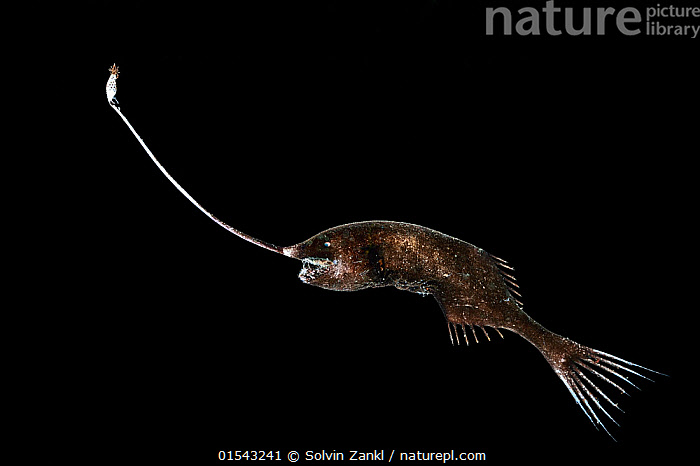 nature picture library
01543241 © Solvin Zankl / naturepl.com